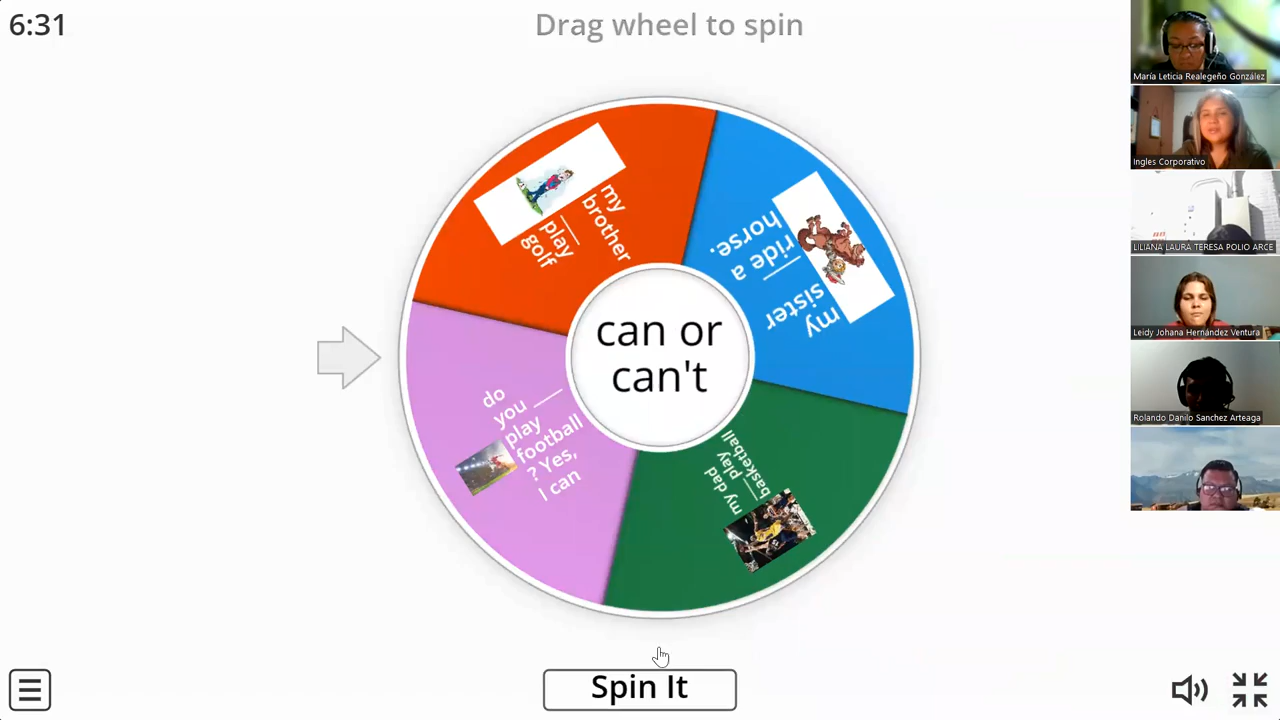 6:31
Drag wheel to spin
my
brother
___ play
golf
my
sister
___ ride a
horse.
do
you ___
play
football
? Yes,
I can
my dad
___ play
basketball
can or
can't
Spin It
María Leticia Realegeño González
Ingles Corporativo
LILIANA LAURA TERESA POLIO ARCE
Leidy Johana Hernández Ventura
Rolando Danilo Sanchez Arteaga